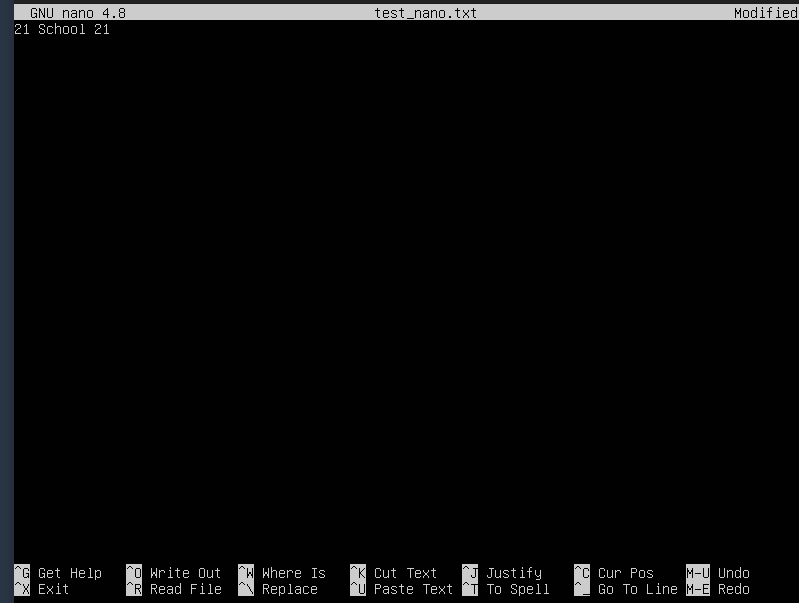 GNU nano 4.8 test_nano.txt Modified
21 School 21
^G Get Help ^O Write Out ^W Where Is ^K Cut Text ^J Justify ^C Cur Pos M-U Undo
^X Exit ^R Read File ^\ Replace ^U Paste Text ^T To Spell ^_ Go To Line M-E Redo